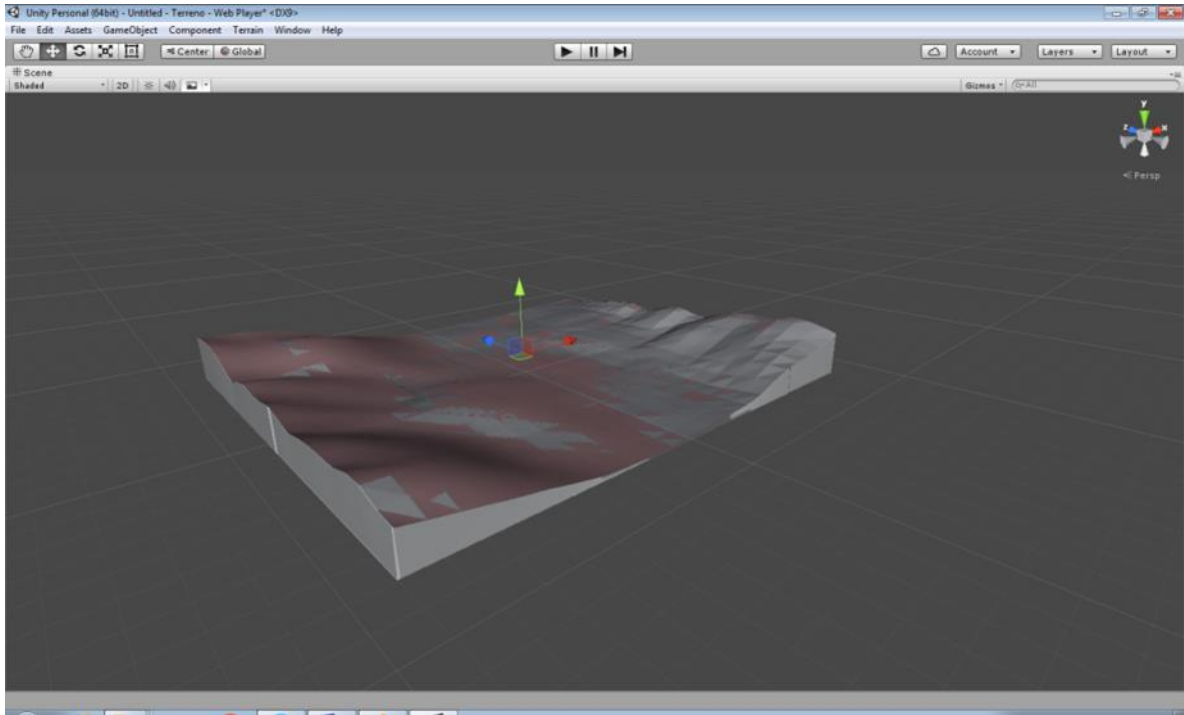 Unity Personal (64bit) - Untitled - Terreno - Web Player* <DX9>
File Edit Assets GameObject Component Terrain Window Help
Center Global Account Layers Layout
Scene
Shaded 2D Gizmos All
y
z x
Persp